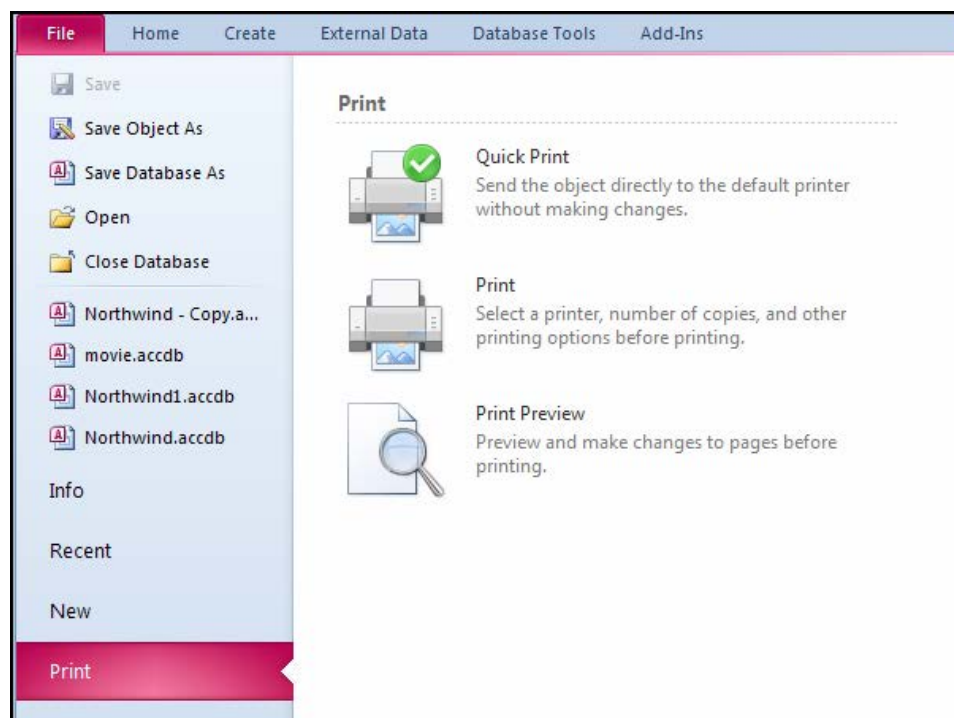 File Home Create External Data Database Tools Add-Ins
Save
Save Object As
Save Database As
Open
Close Database
Northwind - Copy.a...
movie.accdb
Northwind1.accdb
Northwind.accdb
Info
Recent
New
Print
Print
Quick Print
Send the object directly to the default printer
without making changes.
Print
Select a printer, number of copies, and other
printing options before printing.
Print Preview
Preview and make changes to pages before
printing.